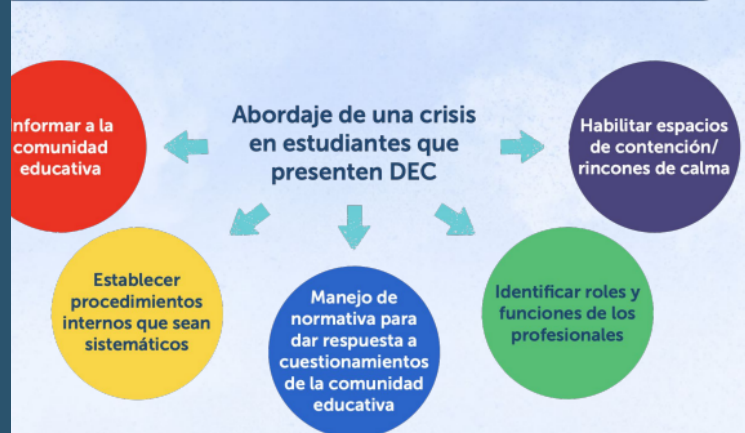 Abordaje de una crisis
en estudiantes que
presenten DEC
Informar a la
comunidad
educativa
Establecer
procedimientos
internos que sean
sistemáticos
Manejo de
normativa para
dar respuesta a
cuestionamientos
de la comunidad
educativa
Identificar roles y
funciones de los
profesionales
Habilitar espacios
de contención/
rincones de calma